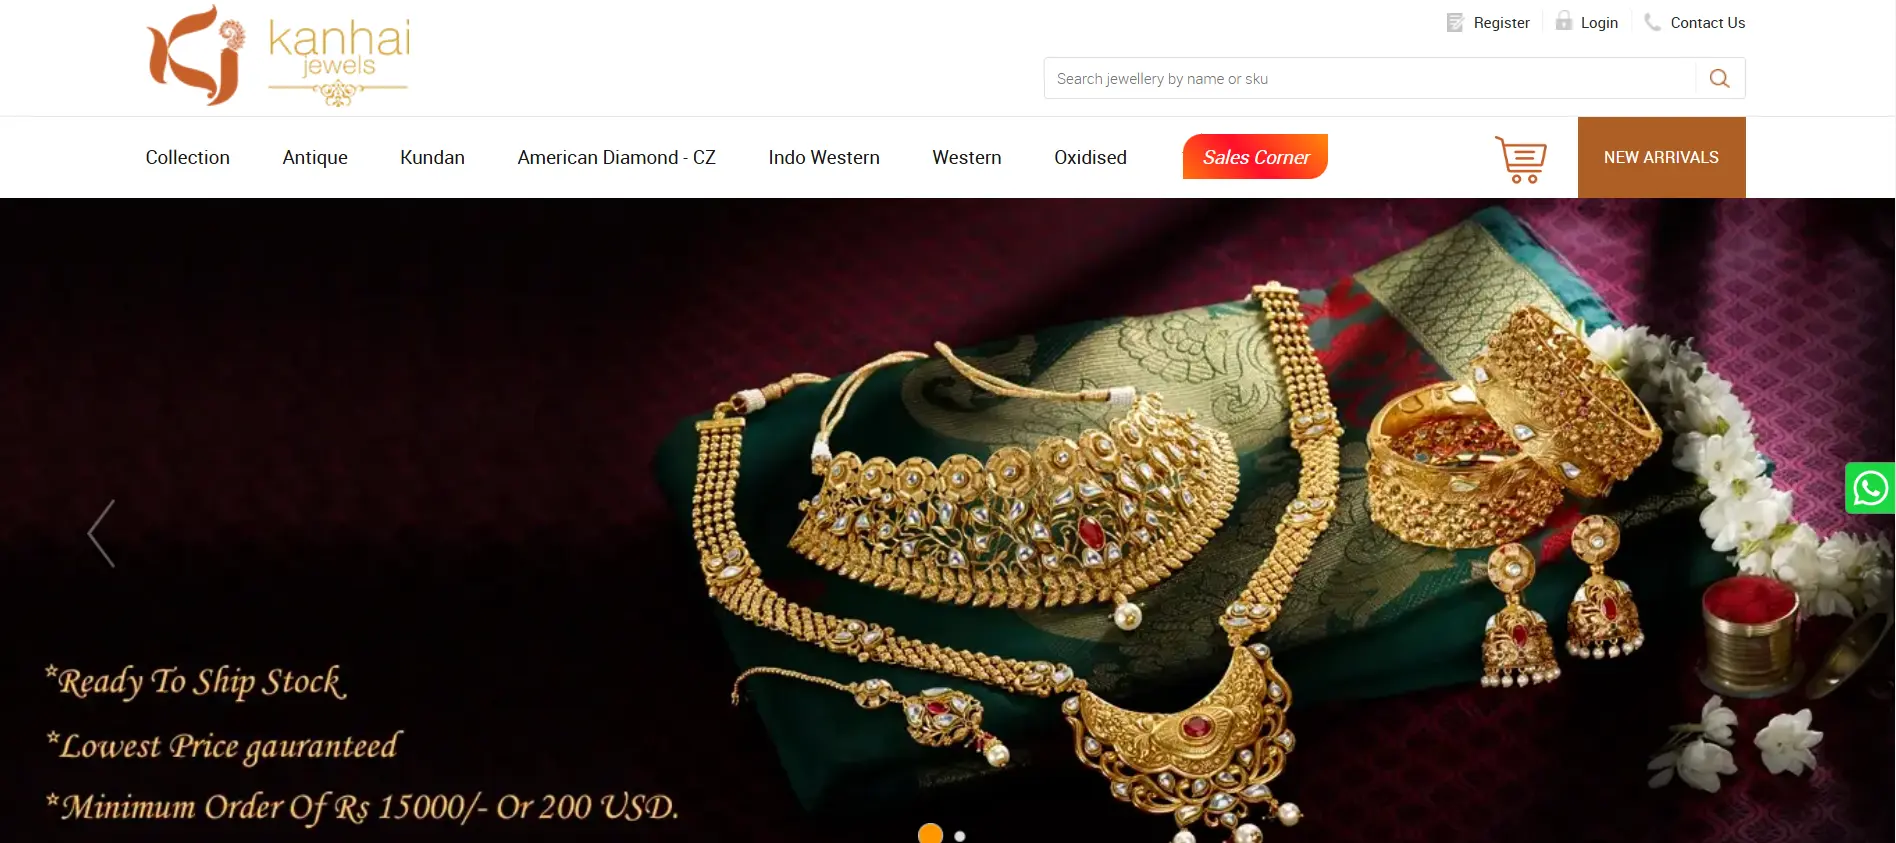 kanhai
jewels
Register
Login
Contact Us
Search jewellery by name or sku
Collection
Antique
Kundan
American Diamond - CZ
Indo Western
Western
Oxidised
Sales Corner
NEW ARRIVALS
*Ready To Ship Stock
*Lowest Price gauranteed
*Minimum Order Of Rs 15000/- Or 200 USD.